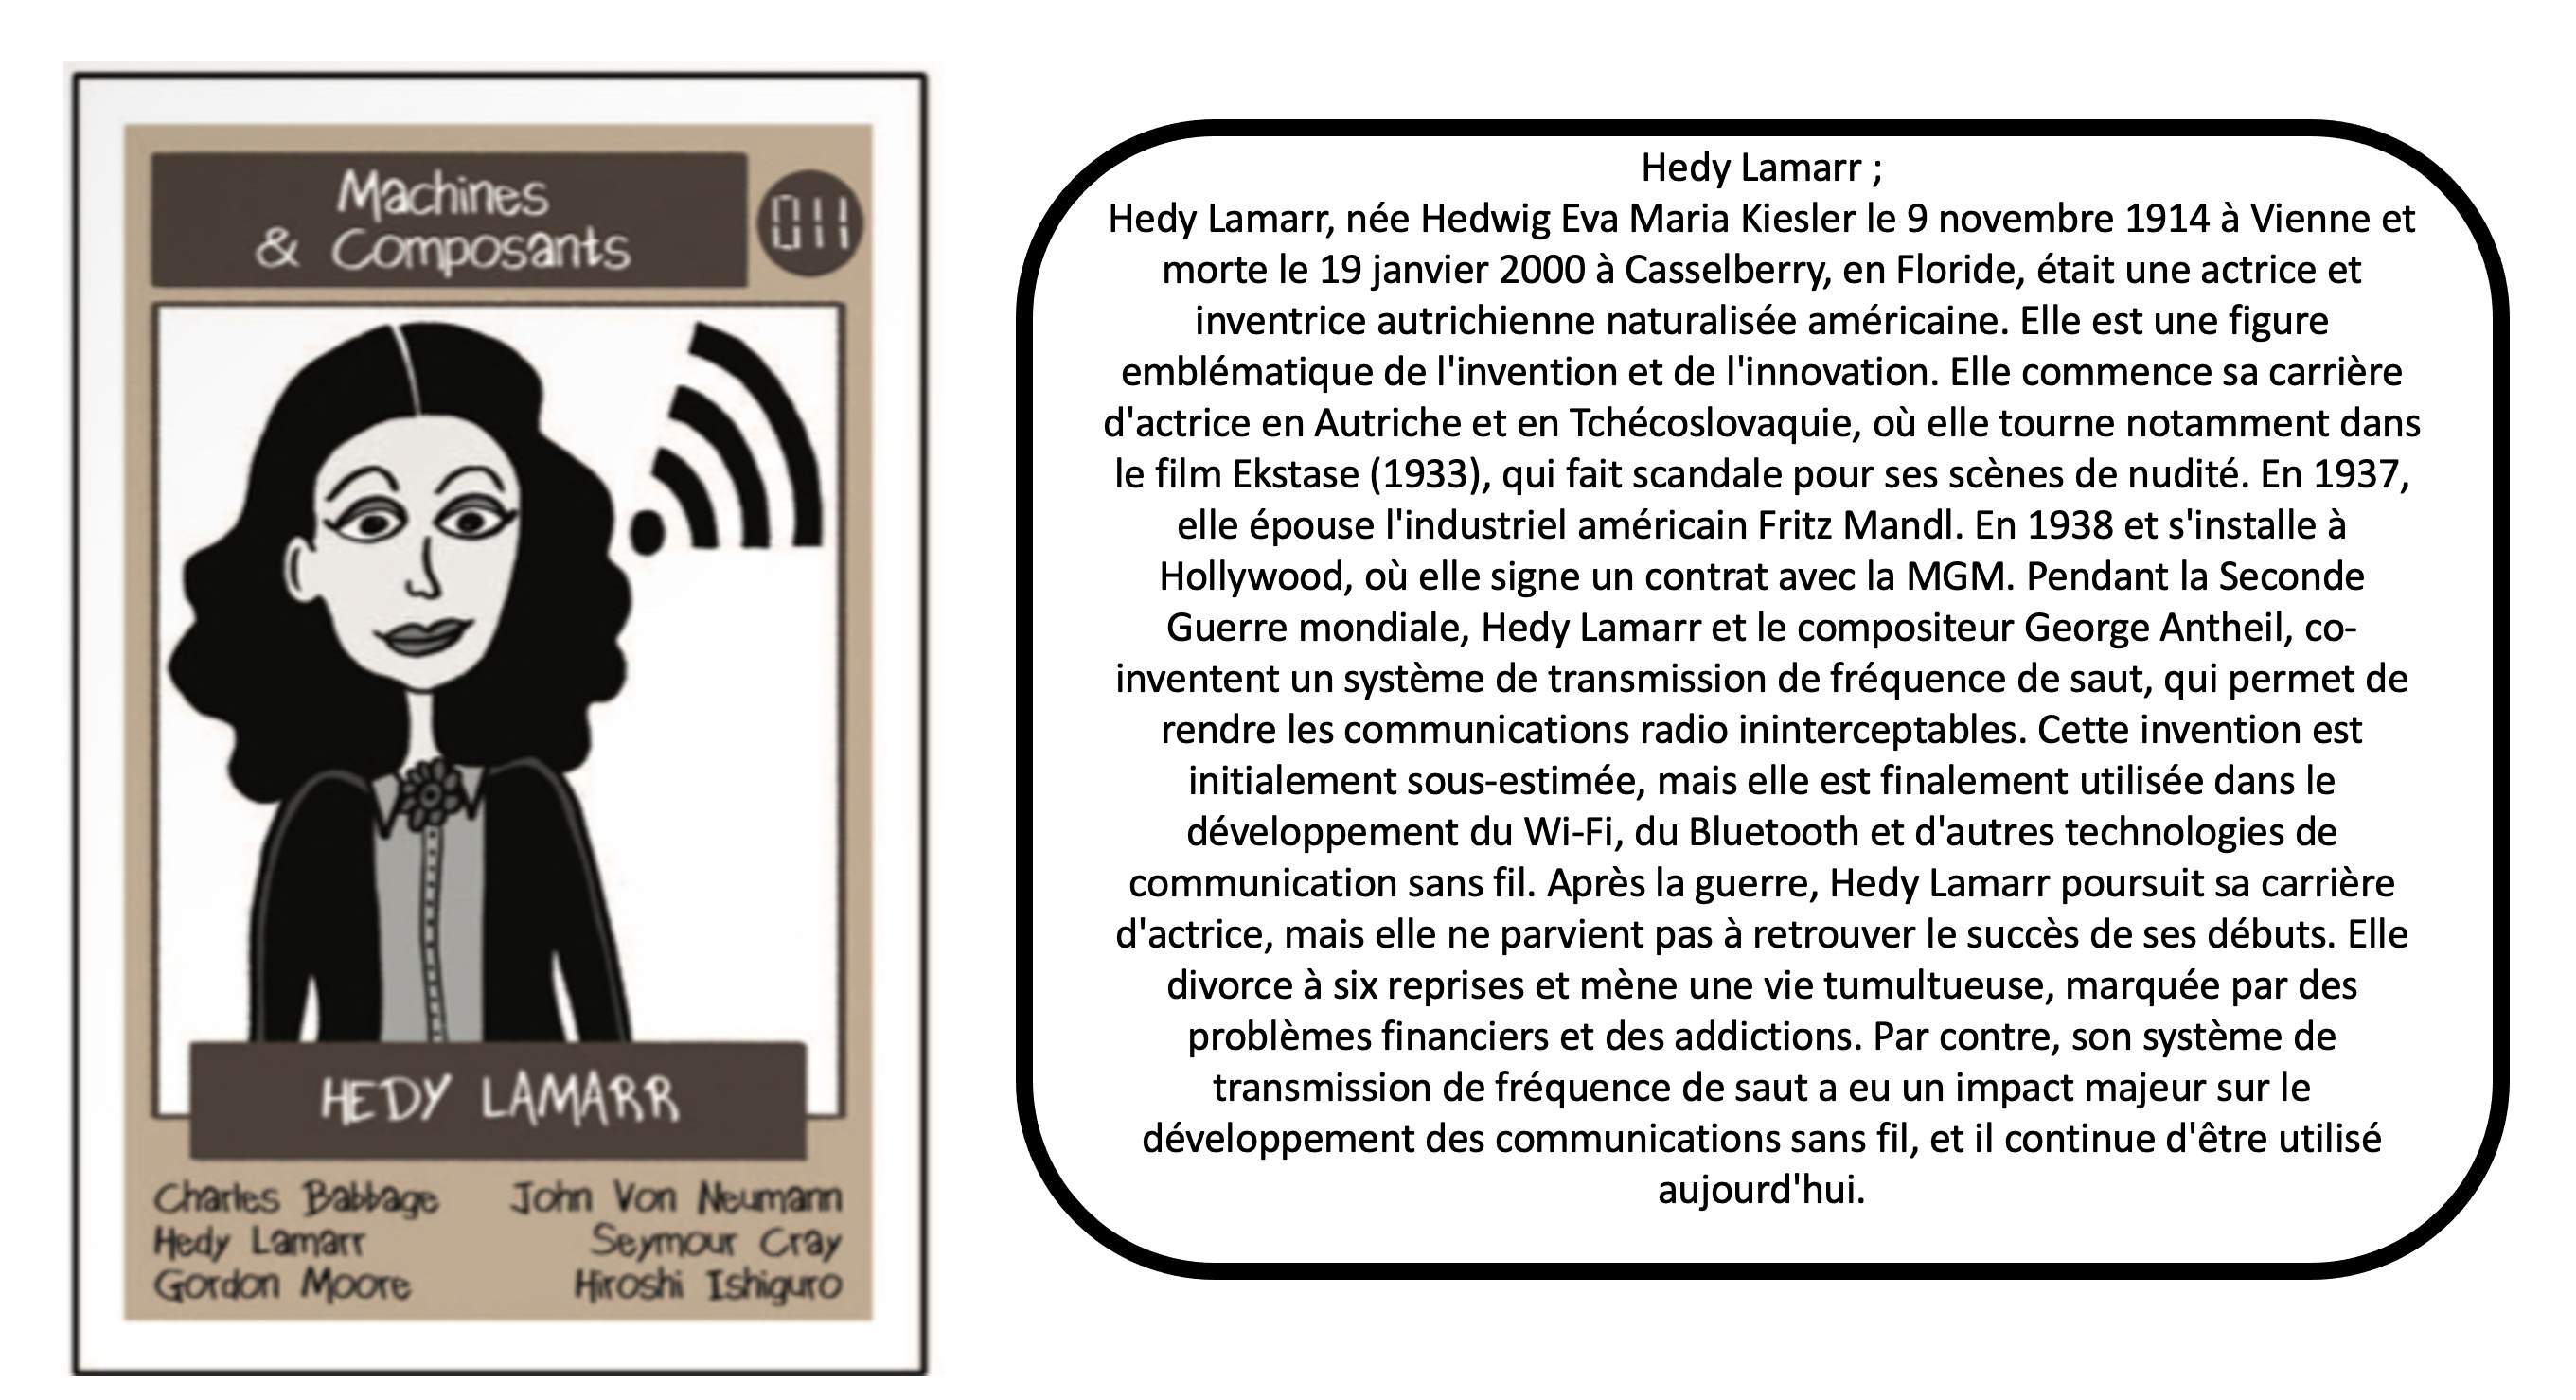 Machines
& Composants
011
HEDY LAMARR
Charles Babbage
Hedy Lamarr
Gordon Moore
John Von Neumann
Seymour Cray
Hiroshi Ishiguro
Hedy Lamarr ;
Hedy Lamarr, née Hedwig Eva Maria Kiesler le 9 novembre 1914 à Vienne et
morte le 19 janvier 2000 à Casselberry, en Floride, était une actrice et
inventrice autrichienne naturalisée américaine. Elle est une figure
emblématique de l'invention et de l'innovation. Elle commence sa carrière
d'actrice en Autriche et en Tchécoslovaquie, où elle tourne notamment dans
le film Ekstase (1933), qui fait scandale pour ses scènes de nudité. En 1937,
elle épouse l'industriel américain Fritz Mandl. En 1938 et s'installe à
Hollywood, où elle signe un contrat avec la MGM. Pendant la Seconde
Guerre mondiale, Hedy Lamarr et le compositeur George Antheil, co-
inventent un système de transmission de fréquence de saut, qui permet de
rendre les communications radio ininterceptables. Cette invention est
initialement sous-estimée, mais elle est finalement utilisée dans le
développement du Wi-Fi, du Bluetooth et d'autres technologies de
communication sans fil. Après la guerre, Hedy Lamarr poursuit sa carrière
d'actrice, mais elle ne parvient pas à retrouver le succès de ses débuts. Elle
divorce à six reprises et mène une vie tumultueuse, marquée par des
problèmes financiers et des addictions. Par contre, son système de
transmission de fréquence de saut a eu un impact majeur sur le
développement des communications sans fil, et il continue d'être utilisé
aujourd'hui.